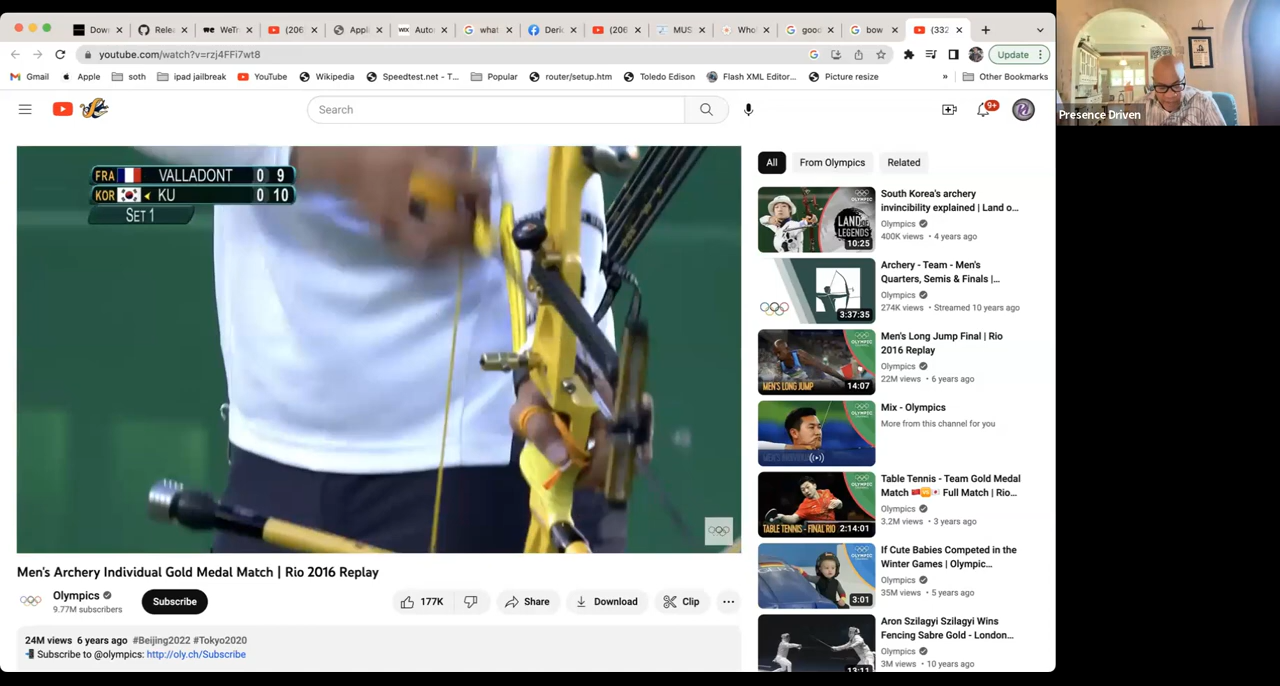 Dow
Relea
WeTr
(206
Appl
WIX Auto
what
Deric
(206
MUS
Who
good
bow
(332
youtube.com/watch?v=rzj4FFi7wt8
Update
Gmail
Apple
soth
ipad jailbreak
YouTube
Wikipedia
Speedtest.net - T...
Popular
router/setup.htm
Toledo Edison
Flash XML Editor...
Picture resize
»
Other Bookmarks
Presence Driven
Search
9+
FRA VALLADONT 0 9
KOR KU 0 10
SET 1
All
From Olympics
Related
LAND OF LEGENDS
10:25
South Korea's archery
invincibility explained | Land o...
Olympics
400K views • 4 years ago
3:37:35
Archery - Team - Men's
Quarters, Semis & Finals |...
Olympics
274K views • Streamed 10 years ago
MEN'S LONG JUMP
14:07
Men's Long Jump Final | Rio
2016 Replay
Olympics
22M views • 6 years ago
Mix - Olympics
More from this channel for you
TABLE TENNIS - FINAL RIO
2:14:01
Table Tennis - Team Gold Medal
Match 🇨🇳🆚🇯🇵 Full Match | Rio...
Olympics
3.2M views • 3 years ago
3:01
If Cute Babies Competed in the
Winter Games | Olympic...
Olympics
35M views • 5 years ago
13:11
Aron Szilagyi Szilagyi Wins
Fencing Sabre Gold - London...
Olympics
3M views • 10 years ago
Men's Archery Individual Gold Medal Match | Rio 2016 Replay
Olympics
9.77M subscribers
Subscribe
177K
Share
Download
Clip
24M views 6 years ago #Beijing2022 #Tokyo2020
📲 Subscribe to @olympics: http://oly.ch/Subscribe